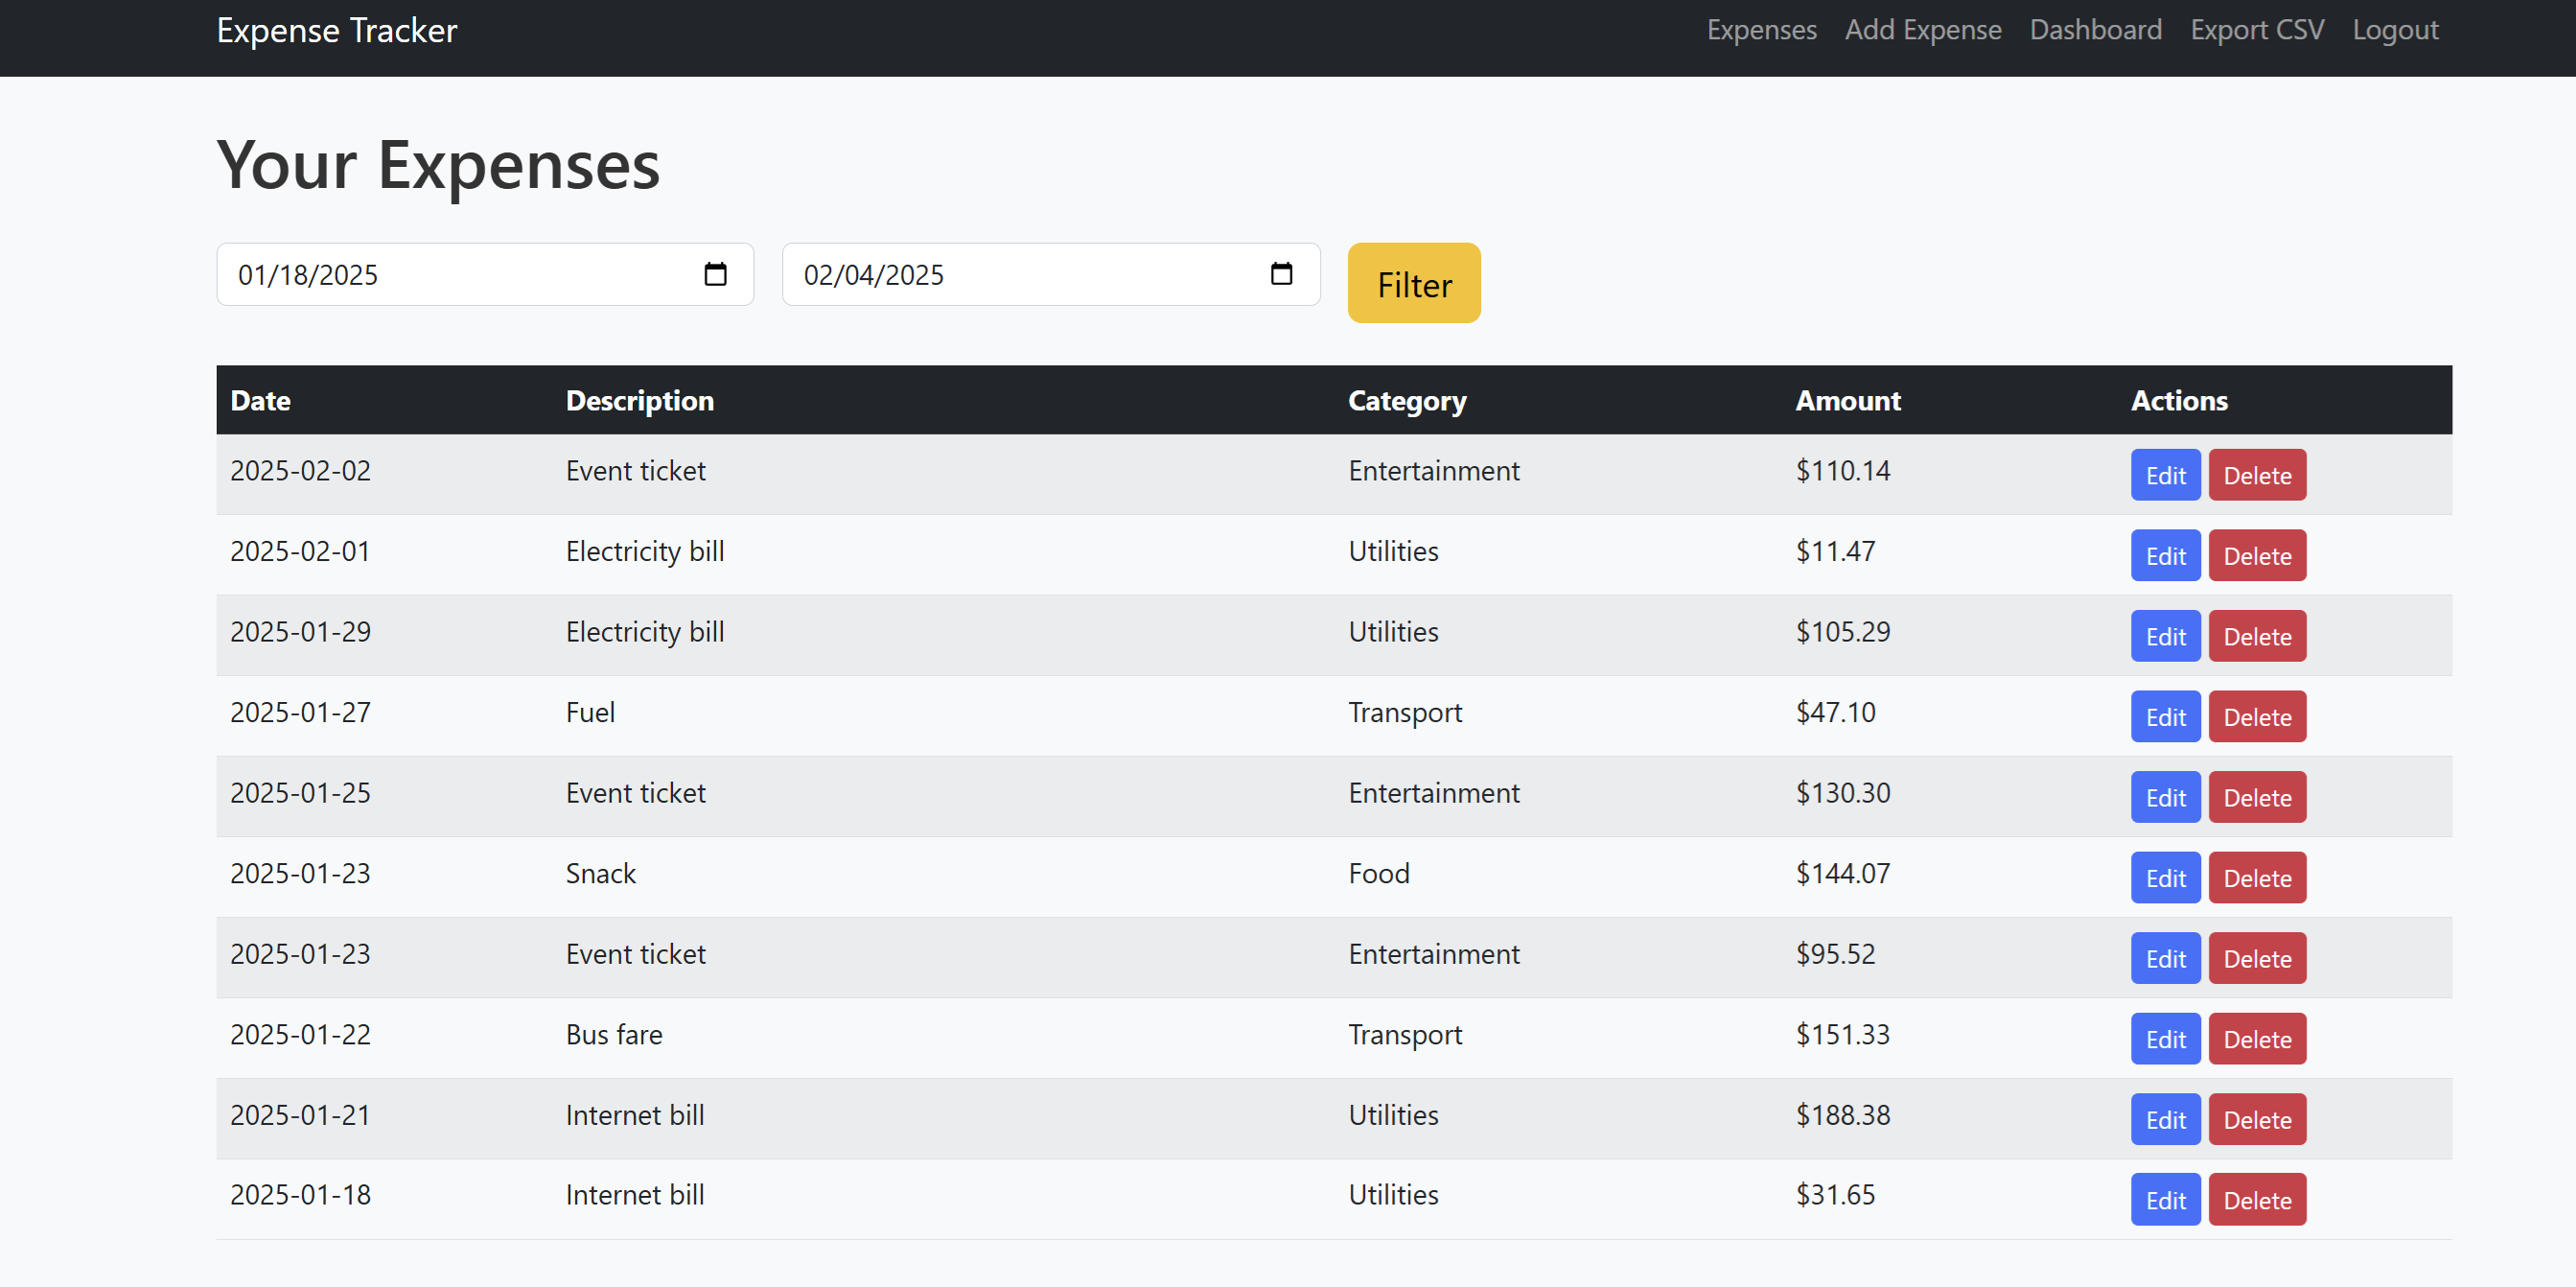 Expense Tracker Expenses Add Expense Dashboard Export CSV Logout
Your Expenses
01/18/2025 02/04/2025 Filter
Date Description Category Amount Actions
2025-02-02 Event ticket Entertainment $110.14 Edit Delete
2025-02-01 Electricity bill Utilities $11.47 Edit Delete
2025-01-29 Electricity bill Utilities $105.29 Edit Delete
2025-01-27 Fuel Transport $47.10 Edit Delete
2025-01-25 Event ticket Entertainment $130.30 Edit Delete
2025-01-23 Snack Food $144.07 Edit Delete
2025-01-23 Event ticket Entertainment $95.52 Edit Delete
2025-01-22 Bus fare Transport $151.33 Edit Delete
2025-01-21 Internet bill Utilities $188.38 Edit Delete
2025-01-18 Internet bill Utilities $31.65 Edit Delete